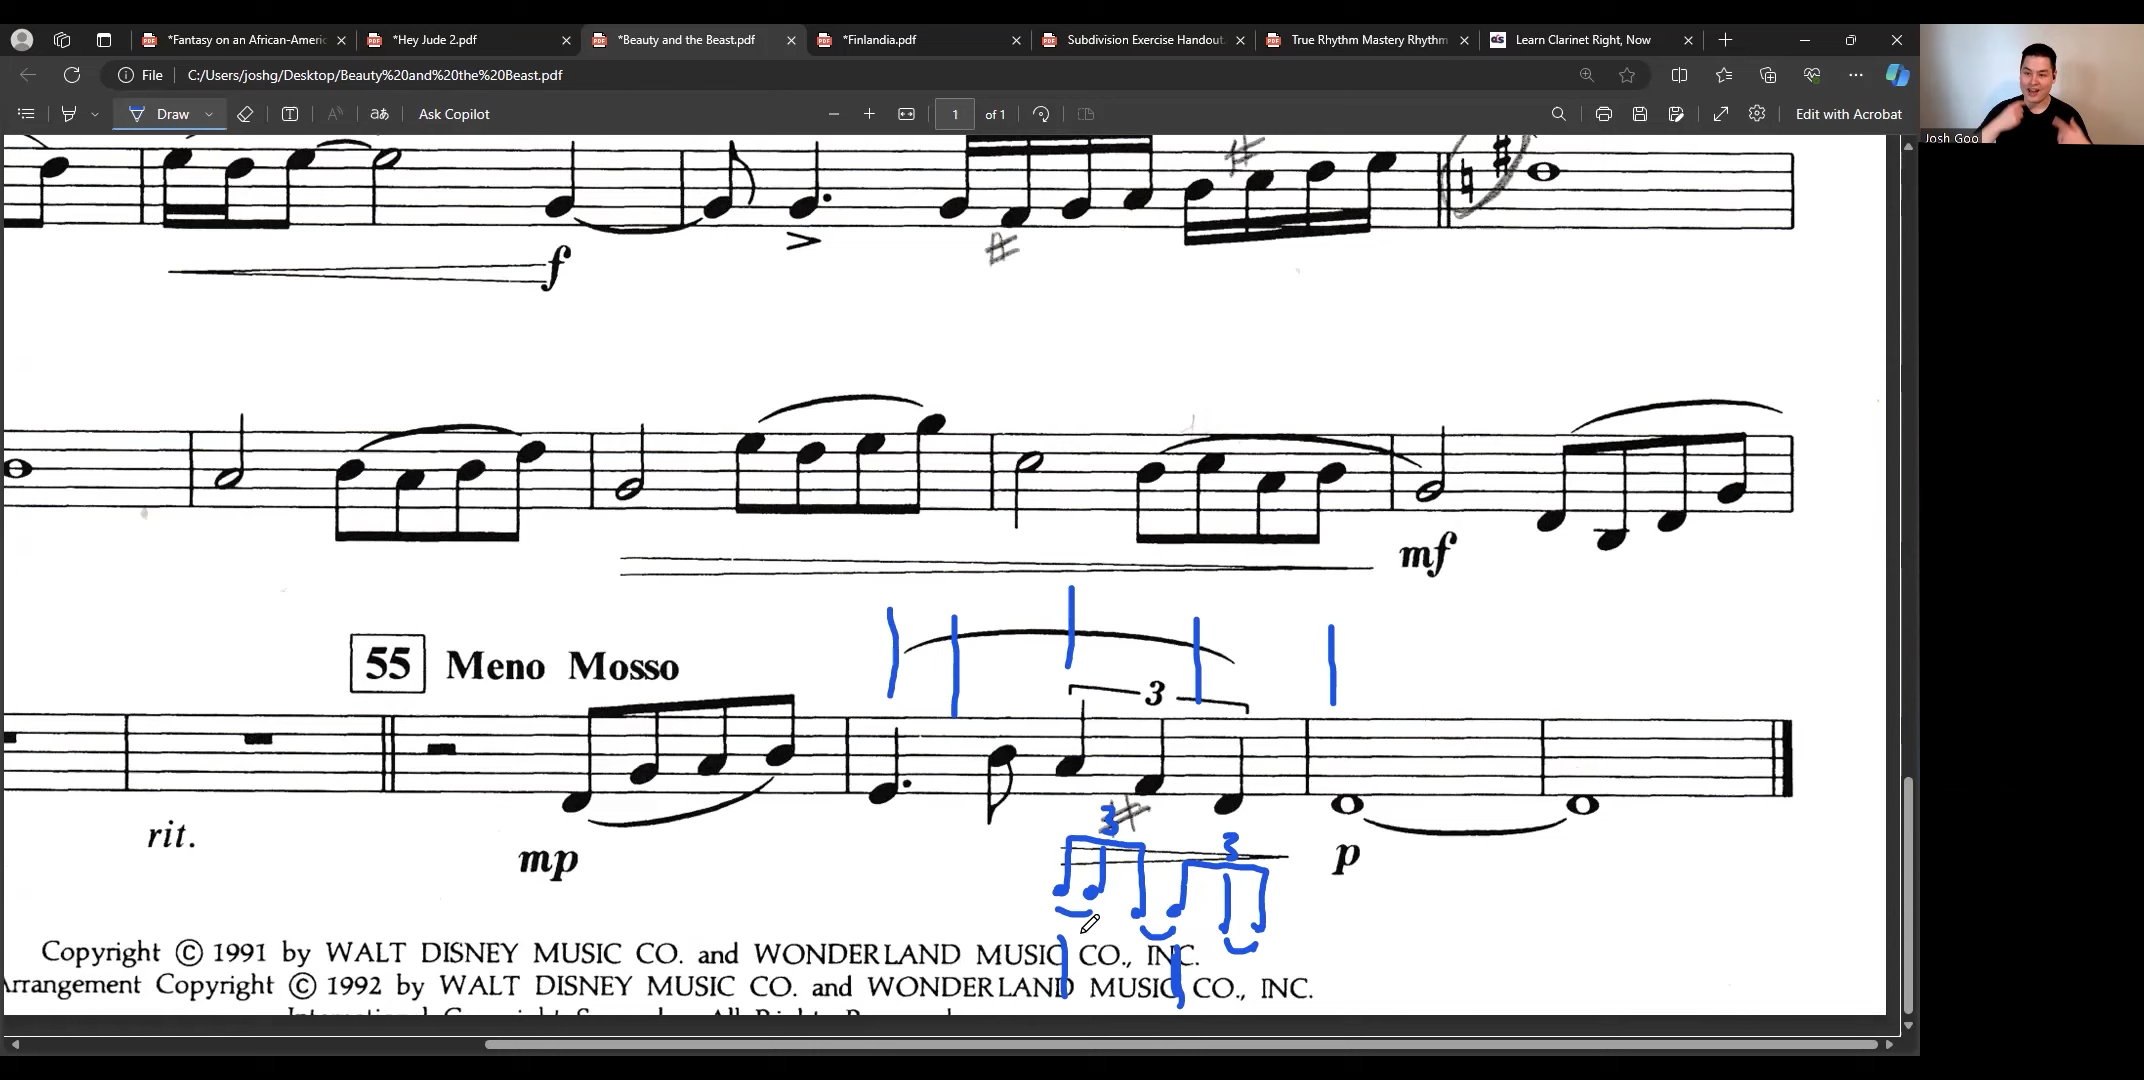 *Fantasy on an African-Americ
*Hey Jude 2.pdf
*Beauty and the Beast.pdf
*Finlandia.pdf
Subdivision Exercise Handout.
True Rhythm Mastery Rhythm
Learn Clarinet Right, Now
File
C:/Users/joshg/Desktop/Beauty%20and%20the%20Beast.pdf
Draw
Ask Copilot
1 of 1
Edit with Acrobat
Josh Goo
f
mf
55 Meno Mosso
3
rit.
mp
3
3
p
Copyright © 1991 by WALT DISNEY MUSIC CO. and WONDERLAND MUSIC CO., INC.
Arrangement Copyright © 1992 by WALT DISNEY MUSIC CO. and WONDERLAND MUSIC CO., INC.